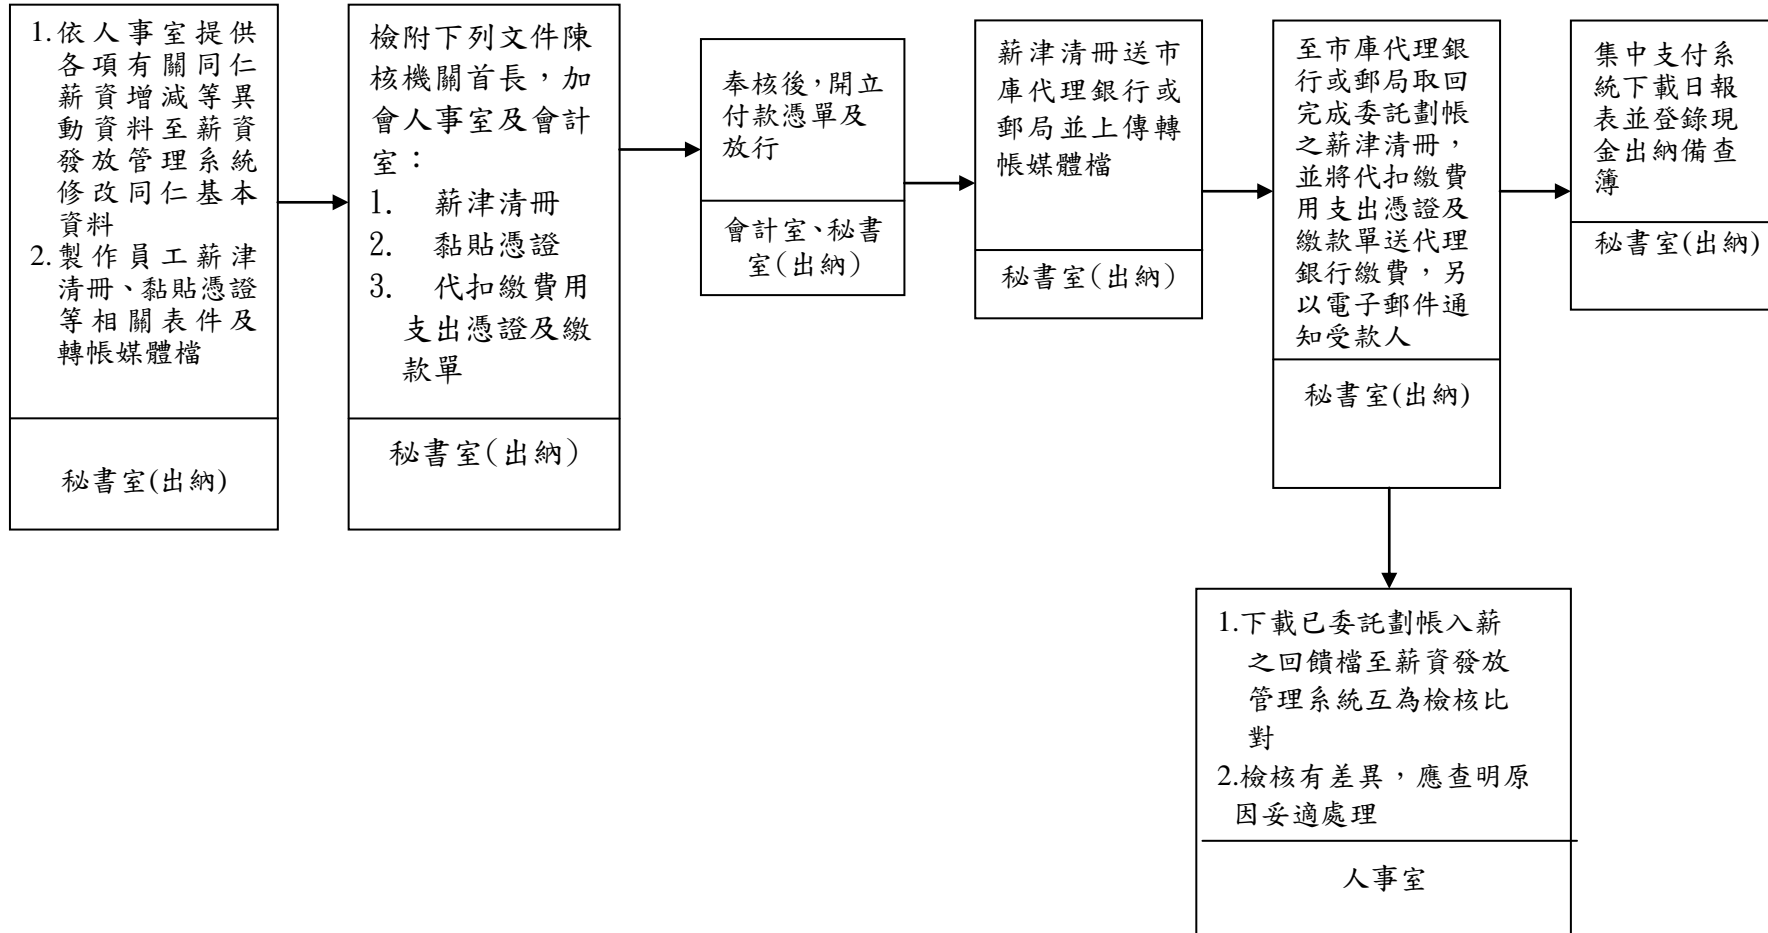 1.依人事室提供
各項有關同仁
薪資增減等異
動資料至薪資
發放管理系統
修改同仁基本
資料
2.製作員工薪津
清冊、黏貼憑證
等相關表件及
轉帳媒體檔
秘書室(出納)
檢附下列文件陳
核機關首長，加
會人事室及會計
室：
1. 薪津清冊
2. 黏貼憑證
3. 代扣繳費用
支出憑證及繳
款單
秘書室(出納)
奉核後，開立
付款憑單及
放行
會計室、秘書
室(出納)
薪津清冊送市
庫代理銀行或
郵局並上傳轉
帳媒體檔
秘書室(出納)
至市庫代理銀
行或郵局取回
完成委託劃帳
之薪津清冊，
並將代扣繳費
用支出憑證及
繳款單送代理
銀行繳費，另
以電子郵件通
知受款人
秘書室(出納)
集中支付系
統下載日報
表並登錄現
金出納備查
簿
秘書室(出納)
1.下載已委託劃帳入薪
之回饋檔至薪資發放
管理系統互為檢核比
對
2.檢核有差異，應查明原
因妥適處理
人事室